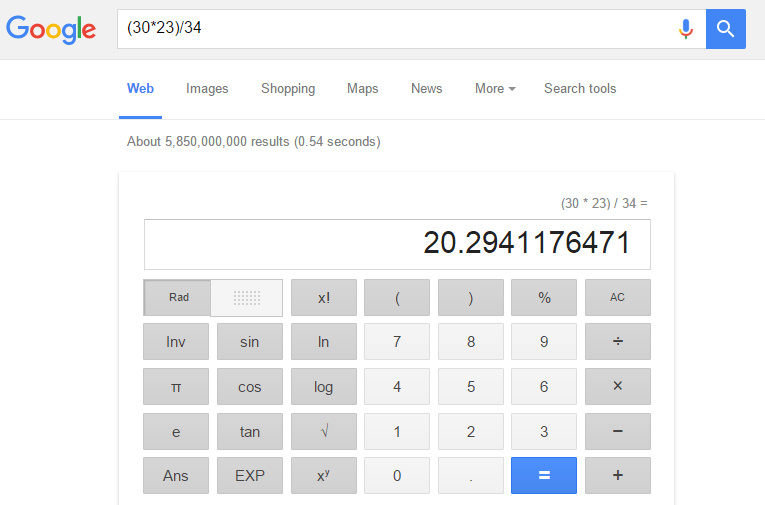 Google (30*23)/34
Web Images Shopping Maps News More Search tools
About 5,850,000,000 results (0.54 seconds)
(30 * 23) / 34 =
20.2941176471
Rad x! ( ) % AC
Inv sin ln 7 8 9 ÷
π cos log 4 5 6 ×
e tan √ 1 2 3 −
Ans EXP xʸ 0 . = +